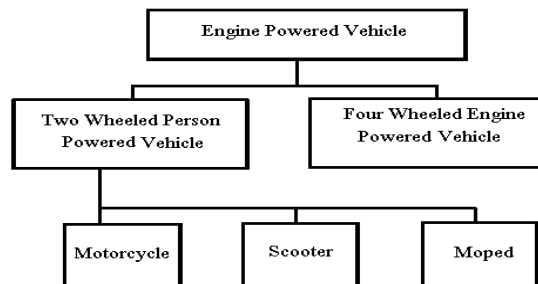 Engine Powered Vehicle
Two Wheeled Person
Powered Vehicle
Four Wheeled Engine
Powered Vehicle
Motorcycle
Scooter
Moped